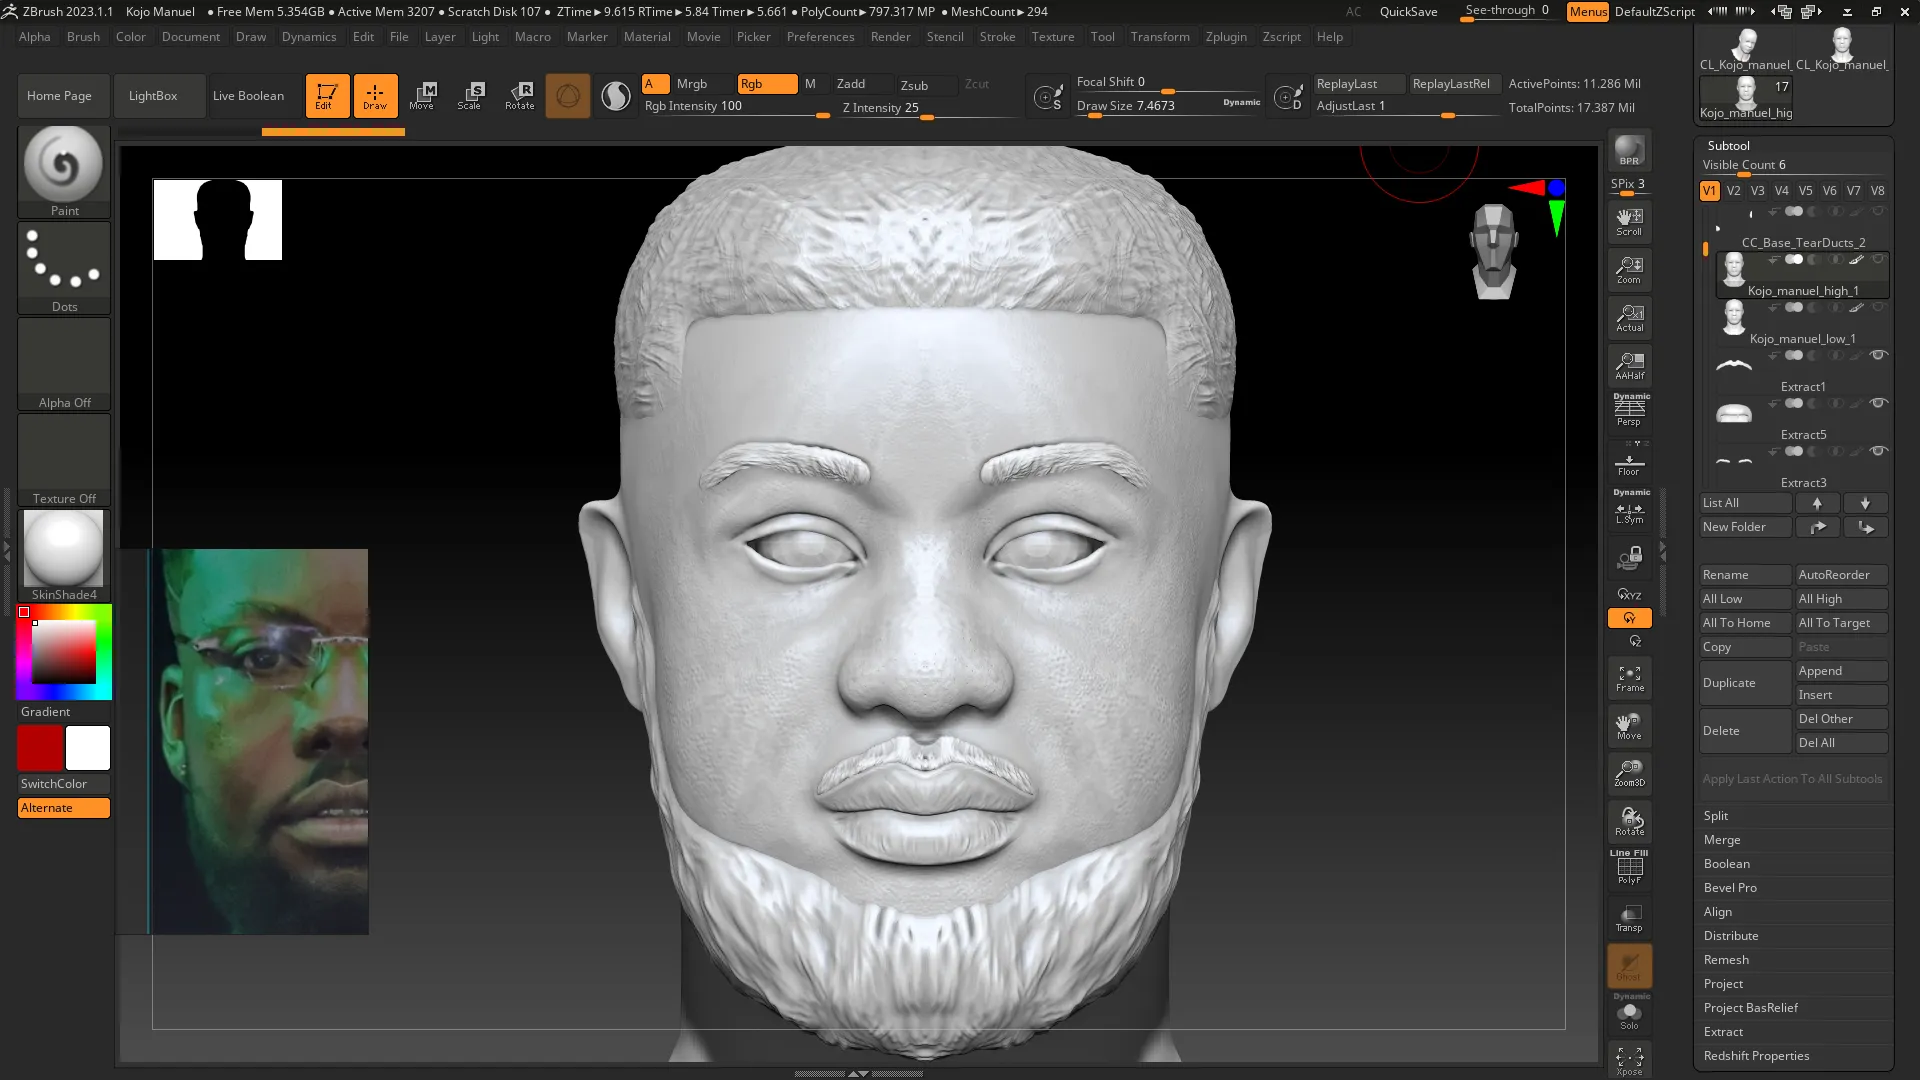 ZBrush 2023.1.1 Kojo Manuel ● Free Mem 5.354GB ● Active Mem 3207 ● Scratch Disk 107 ● ZTime►9.615 RTime►5.84 Timer►5.661 ● PolyCount►797.317 MP ● MeshCount►294 AC QuickSave See-through 0 Menus DefaultZScript
Alpha Brush Color Document Draw Dynamics Edit File Layer Light Macro Marker Material Movie Picker Preferences Render Stencil Stroke Texture Tool Transform Zplugin Zscript Help
Home Page LightBox Live Boolean
Edit Draw Move Scale Rotate
A Mrgb Rgb M Zadd Zsub Zcut
Rgb Intensity 100 Z Intensity 25
Focal Shift 0
Draw Size 7.4673 Dynamic
ReplayLast ReplayLastRel ActivePoints: 11.286 Mil
AdjustLast 1 TotalPoints: 17.387 Mil
Paint
Dots
Alpha Off
Texture Off
SkinShade4
Gradient
SwitchColor
Alternate
BPR
SPix 3
Scroll
Zoom
Actual
AAHalf
Dynamic
Persp
Floor
Dynamic
L.Sym
XYZ
Y
Z
Frame
Move
Zoom3D
Rotate
Line Fill
PolyF
Transp
Ghost
Dynamic
Solo
Xpose
CL_Kojo_manuel_ CL_Kojo_manuel_
17
Kojo_manuel_hig
Subtool
Visible Count 6
V1 V2 V3 V4 V5 V6 V7 V8
CC_Base_TearDucts_2
Kojo_manuel_high_1
Kojo_manuel_low_1
Extract1
Extract5
Extract3
List All
New Folder
Rename AutoReorder
All Low All High
All To Home All To Target
Copy Paste
Duplicate Append
Insert
Delete Del Other
Del All
Apply Last Action To All Subtools
Split
Merge
Boolean
Bevel Pro
Align
Distribute
Remesh
Project
Project BasRelief
Extract
Redshift Properties